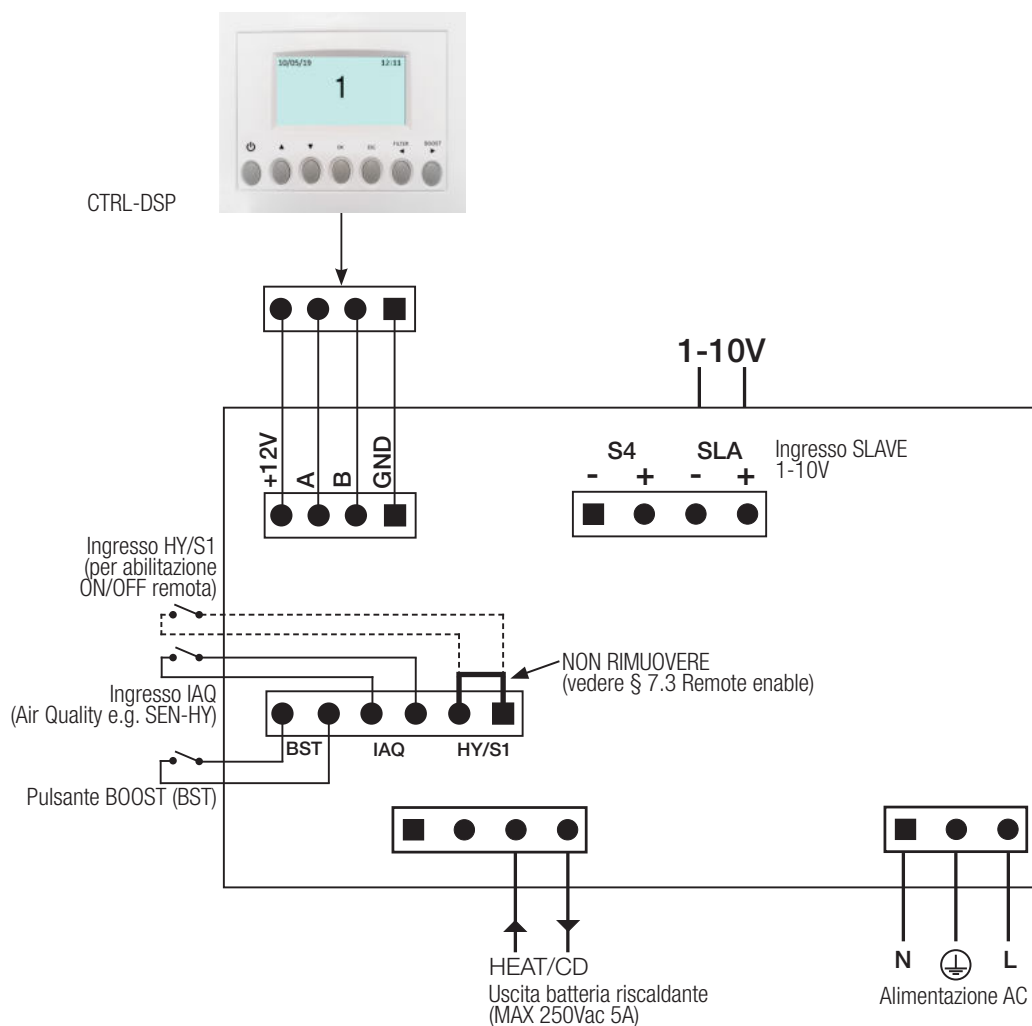 10/05/19 12:11
1
FILTER BOOST
OK ESC
CTRL-DSP
1-10V
+12V
A
B
GND
S4 SLA
- + - +
Ingresso SLAVE
1-10V
Ingresso HY/S1
(per abilitazione
ON/OFF remota)
NON RIMUOVERE
(vedere § 7.3 Remote enable)
Ingresso IAQ
(Air Quality e.g. SEN-HY)
BST IAQ HY/S1
Pulsante BOOST (BST)
HEAT/CD
Uscita batteria riscaldante
(MAX 250Vac 5A)
N L
Alimentazione AC